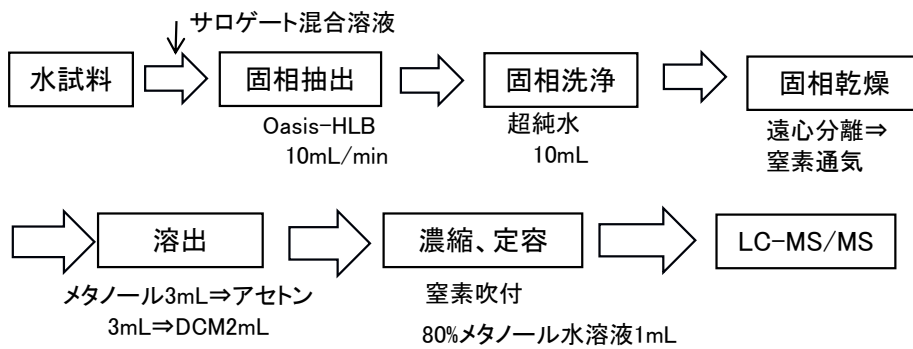 サロゲート混合溶液
水試料
固相抽出
固相洗浄
固相乾燥
Oasis-HLB
10mL/min
超純水
10mL
遠心分離⇒
窒素通気
溶出
濃縮、定容
LC-MS/MS
メタノール3mL⇒アセトン
3mL⇒DCM2mL
窒素吹付
80%メタノール水溶液1mL